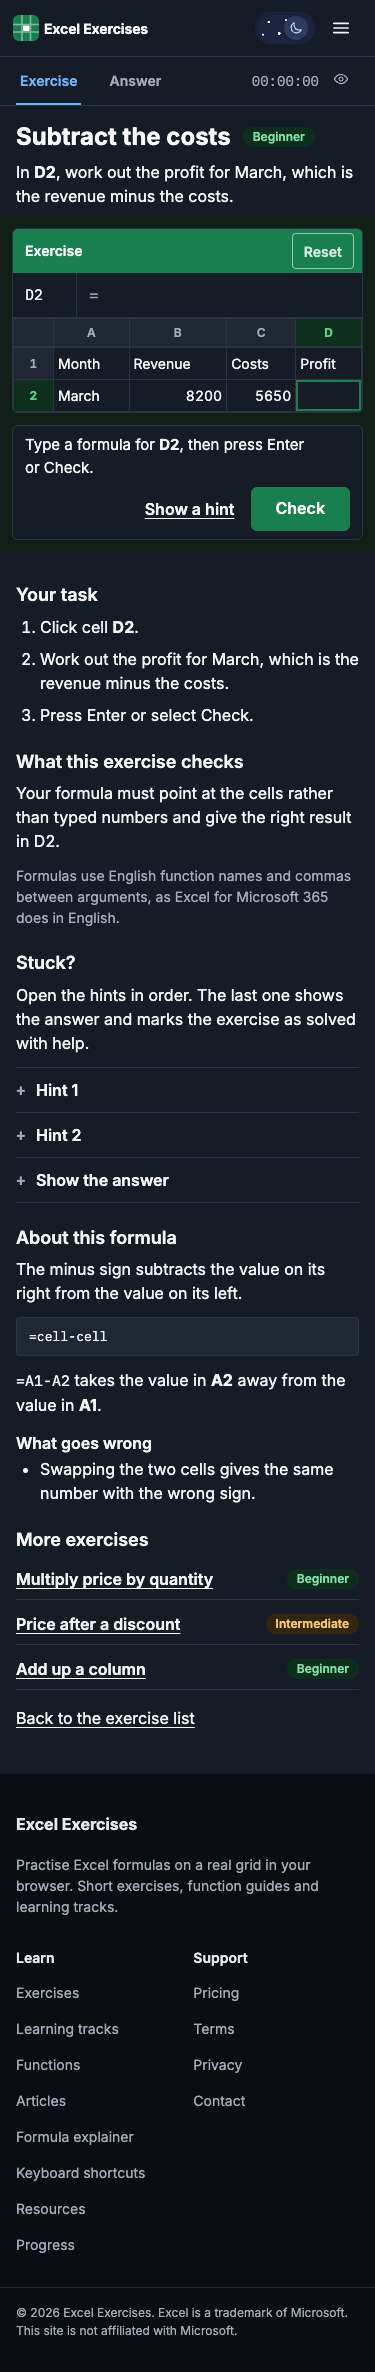 Excel Exercises
Exercise Answer 00:00:00
Subtract the costs Beginner
In D2, work out the profit for March, which is
the revenue minus the costs.
Exercise Reset
D2 =
A B C D
1 Month Revenue Costs Profit
2 March 8200 5650
Type a formula for D2, then press Enter
or Check.
Show a hint Check
Your task
1. Click cell D2.
2. Work out the profit for March, which is the
revenue minus the costs.
3. Press Enter or select Check.
What this exercise checks
Your formula must point at the cells rather
than typed numbers and give the right result
in D2.
Formulas use English function names and commas
between arguments, as Excel for Microsoft 365
does in English.
Stuck?
Open the hints in order. The last one shows
the answer and marks the exercise as solved
with help.
+ Hint 1
+ Hint 2
+ Show the answer
About this formula
The minus sign subtracts the value on its
right from the value on its left.
=cell-cell
=A1-A2 takes the value in A2 away from the
value in A1.
What goes wrong
• Swapping the two cells gives the same
number with the wrong sign.
More exercises
Multiply price by quantity Beginner
Price after a discount Intermediate
Add up a column Beginner
Back to the exercise list
Excel Exercises
Practise Excel formulas on a real grid in your
browser. Short exercises, function guides and
learning tracks.
Learn Support
Exercises Pricing
Learning tracks Terms
Functions Privacy
Articles Contact
Formula explainer
Keyboard shortcuts
Resources
Progress
© 2026 Excel Exercises. Excel is a trademark of Microsoft.
This site is not affiliated with Microsoft.